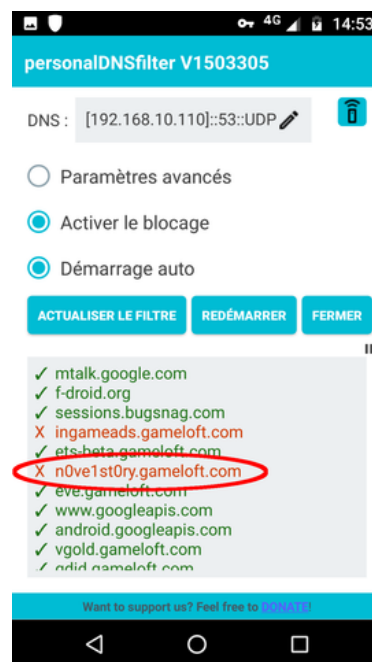 4G 14:53
personalDNSfilter V1503305
DNS : [192.168.10.110]::53::UDP
Paramètres avancés
Activer le blocage
Démarrage auto
ACTUALISER LE FILTRE REDÉMARRER FERMER
✓ mtalk.google.com
✓ f-droid.org
✓ sessions.bugsnag.com
X ingameads.gameloft.com
✓ ets-beta.gameloft.com
X n0ve1st0ry.gameloft.com
✓ eve.gameloft.com
✓ www.googleapis.com
✓ android.googleapis.com
✓ vgold.gameloft.com
✓ gdid.gameloft.com
Want to support us? Feel free to DONATE!